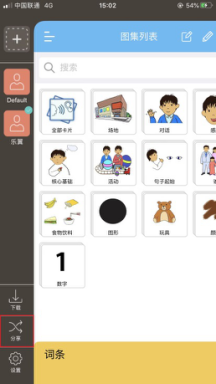 中国联通 4G 15:02 54%
图集列表
搜索
Default
乐翼
全部卡片
场地
对话
核心基础
活动
句子起始
食物饮料
图形
玩具
1
数字
下载
分享
设置
词条